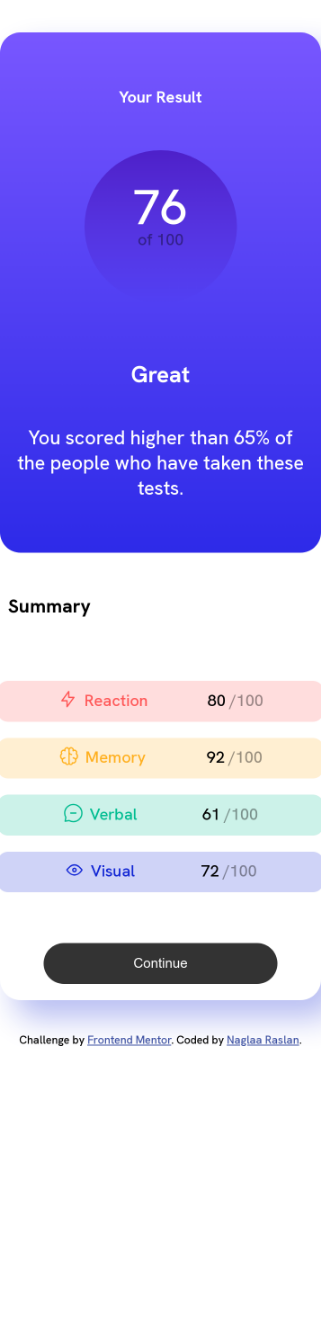 Your Result
76
of 100
Great
You scored higher than 65% of
the people who have taken these
tests.
Summary
Reaction 80 /100
Memory 92 /100
Verbal 61 /100
Visual 72 /100
Continue
Challenge by Frontend Mentor. Coded by Naglaa Raslan.